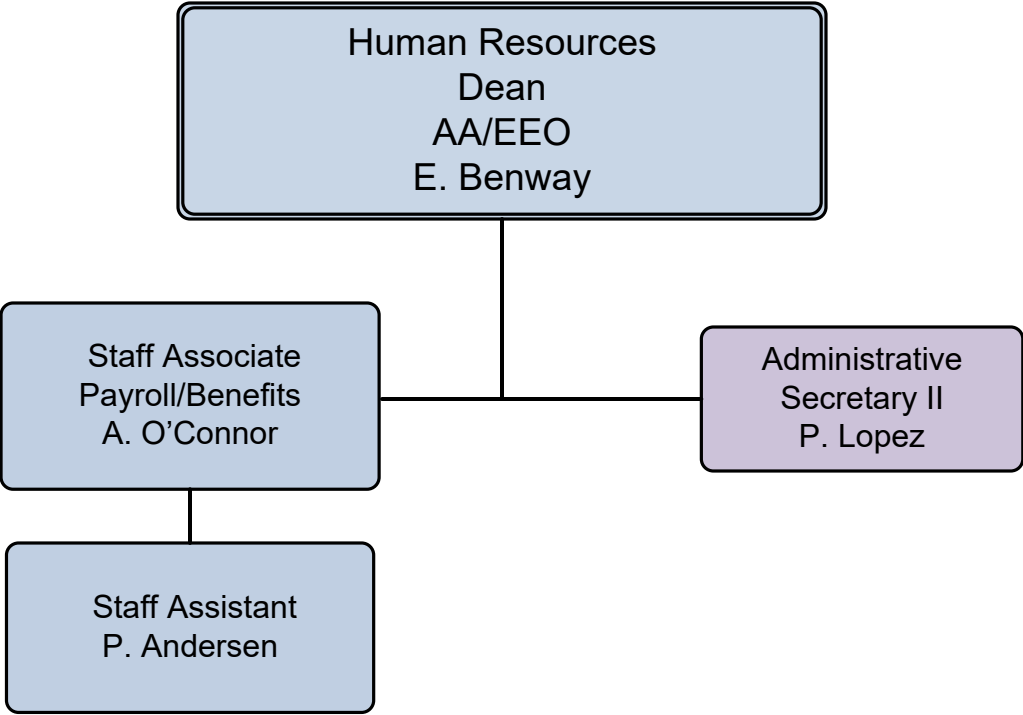 Human Resources
Dean
AA/EEO
E. Benway
Staff Associate
Payroll/Benefits
A. O’Connor
Administrative
Secretary II
P. Lopez
Staff Assistant
P. Andersen